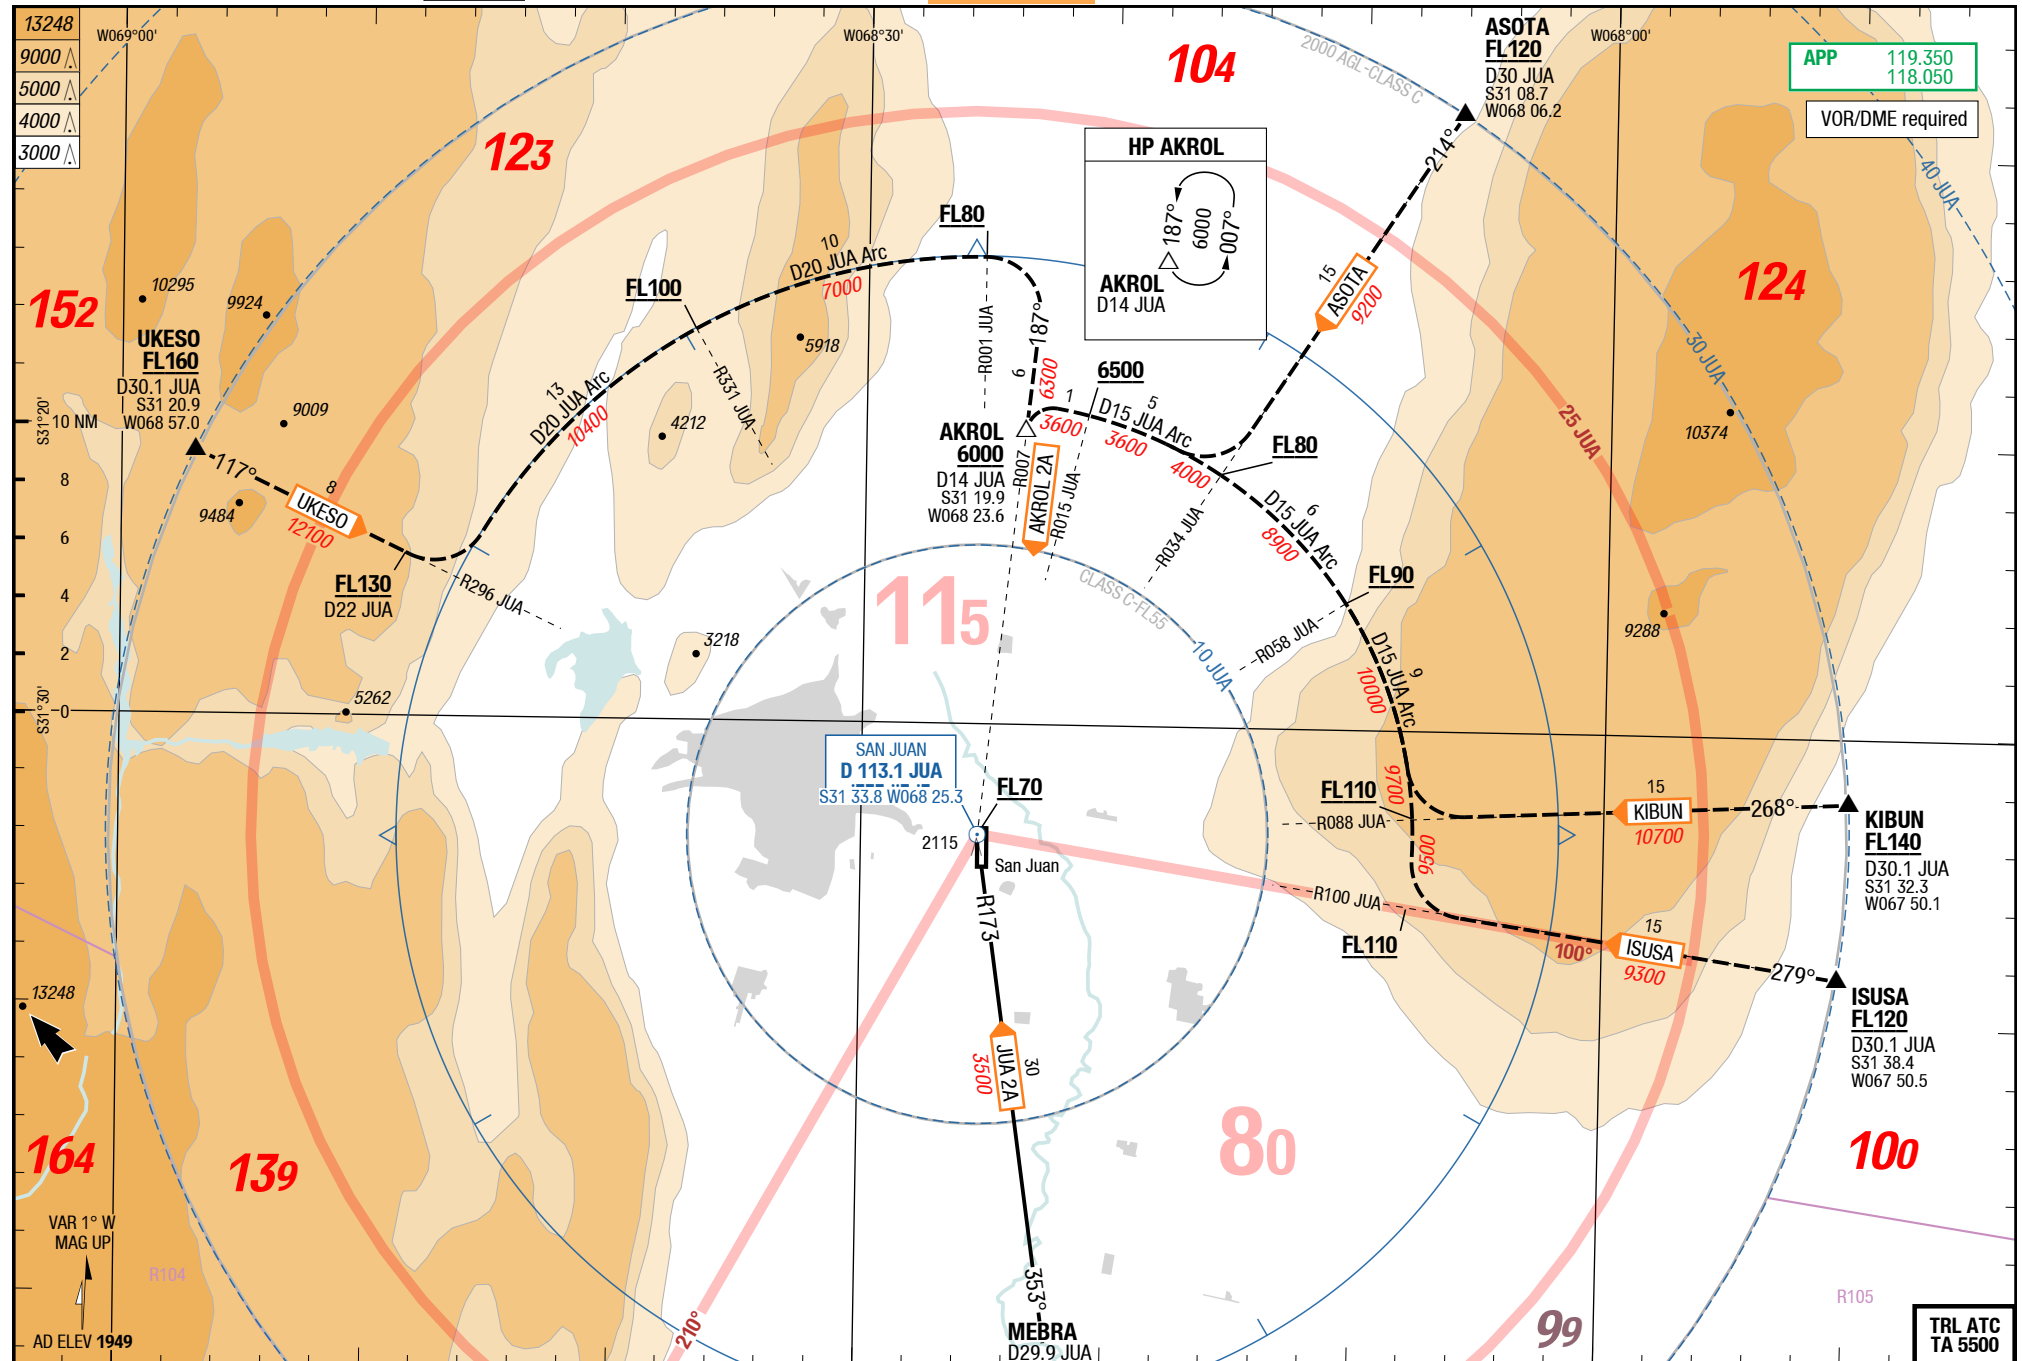 13248
9000
5000
4000
3000
W069°00'
W068°30'
W068°00'
104
123
124
152
164
139
100
99
115
80
2000 AGL-CLASS C
ASOTA
FL120
D30 JUA
S31 08.7
W068 06.2
APP 119.350
118.050
VOR/DME required
HP AKROL
187°
6000
007°
AKROL
D14 JUA
214°
15
ASOTA
9200
40 JUA
30 JUA
25 JUA
10374
9288
10295
9924
UKESO
FL160
D30.1 JUA
S31 20.9
W068 57.0
9009
9484
117°
8
UKESO
12100
FL130
D22 JUA
R296 JUA
13
D20 JUA Arc
10400
FL100
R331 JUA
10
D20 JUA Arc
7000
5918
4212
3218
5262
FL80
R001 JUA
187°
6
6300
6500
1
3600
5
D15 JUA Arc
3600
4000
AKROL
6000
D14 JUA
S31 19.9
W068 23.6
R007
AKROL 2A
R015 JUA
R034 JUA
FL80
6
D15 JUA Arc
8900
FL90
R058 JUA
9
D15 JUA Arc
10000
9700
9500
CLASS C-FL55
10 JUA
S31°20'
10 NM
8
6
4
2
0
S31°30'
SAN JUAN
D 113.1 JUA
S31 33.8 W068 25.3
FL70
2115
San Juan
FL110
R088 JUA
15
KIBUN
10700
268°
KIBUN
FL140
D30.1 JUA
S31 32.3
W067 50.1
R100 JUA
FL110
100°
15
ISUSA
9300
279°
ISUSA
FL120
D30.1 JUA
S31 38.4
W067 50.5
R173
JUA 2A
30
3500
353°
MEBRA
D29.9 JUA
210°
13248
VAR 1° W
MAG UP
R104
R105
AD ELEV 1949
TRL ATC
TA 5500